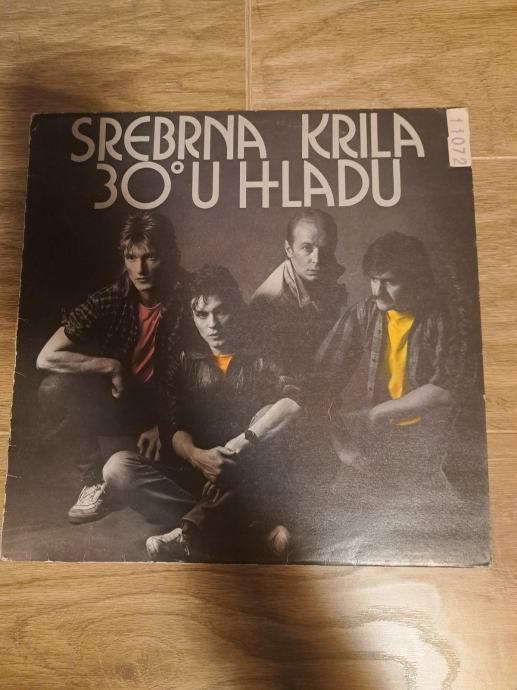 SREBRNA KRILA
30° U HLADU
11072